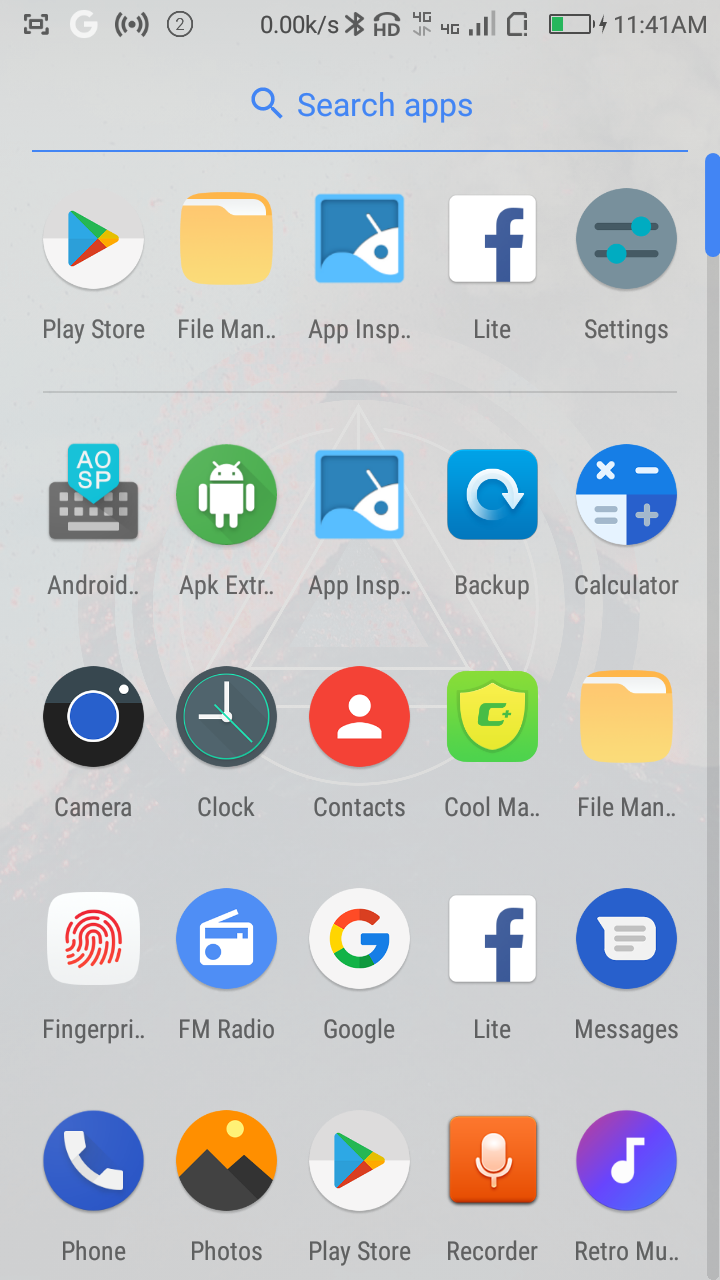 2 0.00k/s HD 4G 4G 11:41AM
Search apps
Play Store File Man.. App Insp.. Lite Settings
AO
SP
Android.. Apk Extr.. App Insp.. Backup Calculator
C+
Camera Clock Contacts Cool Ma.. File Man..
Fingerpri.. FM Radio Google Lite Messages
Phone Photos Play Store Recorder Retro Mu..